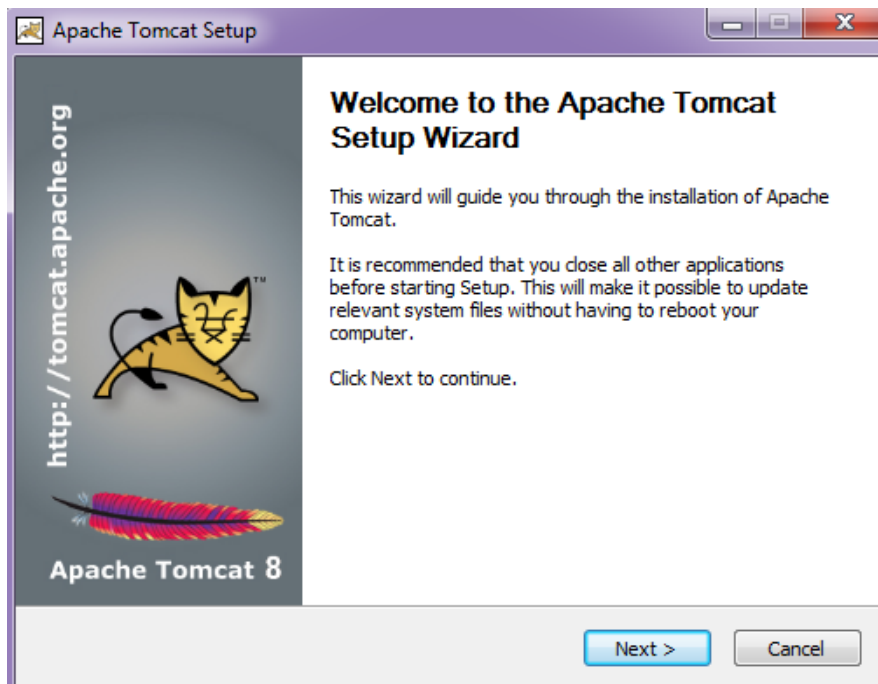 Apache Tomcat Setup
http://tomcat.apache.org
TM
Apache Tomcat 8
Welcome to the Apache Tomcat
Setup Wizard
This wizard will guide you through the installation of Apache
Tomcat.
It is recommended that you close all other applications
before starting Setup. This will make it possible to update
relevant system files without having to reboot your
computer.
Click Next to continue.
Next >
Cancel